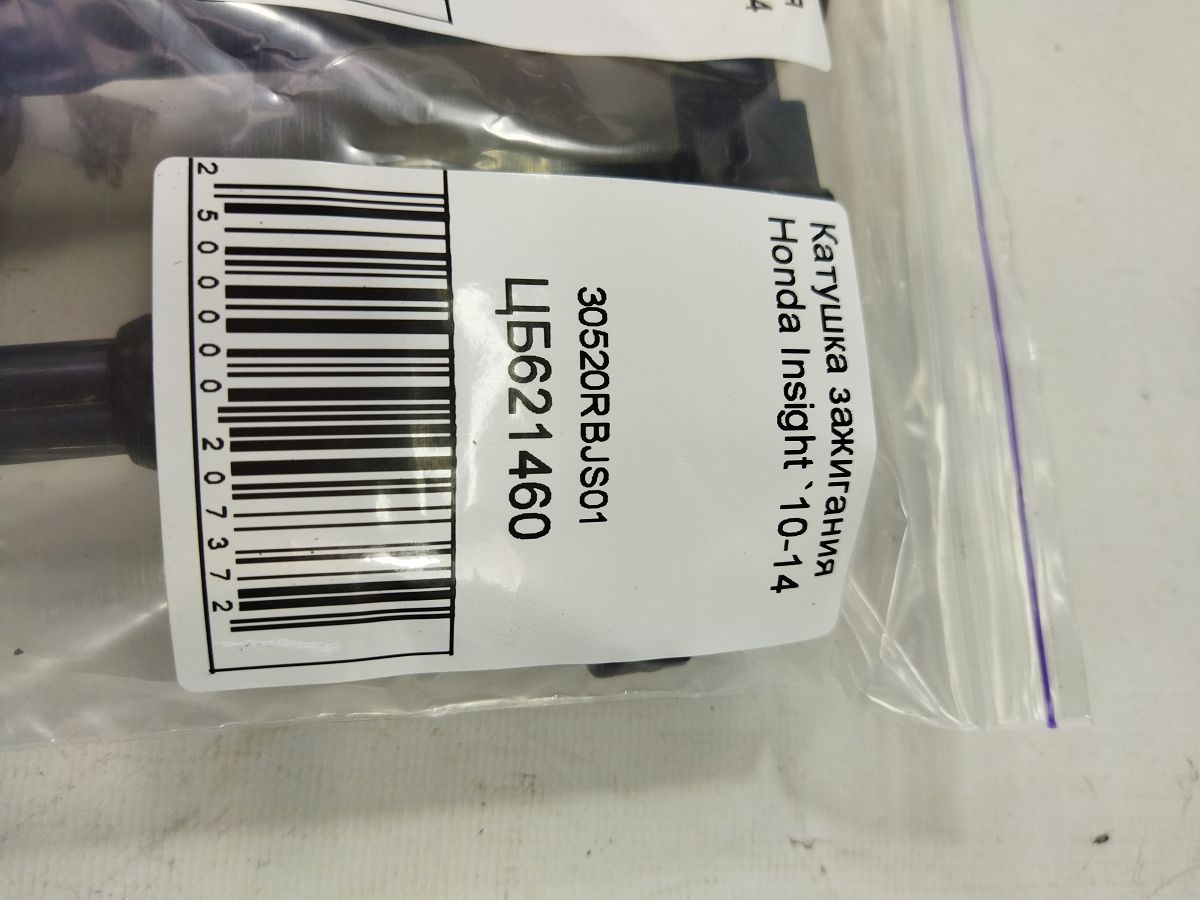 Катушка зажигания
Honda Insight `10-14
30520RBJS01
ЦБ621460
2500000207372